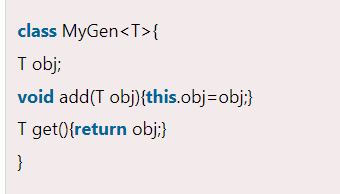 class MyGen<T>{
T obj;
void add(T obj){this.obj=obj;}
T get(){return obj;}
}